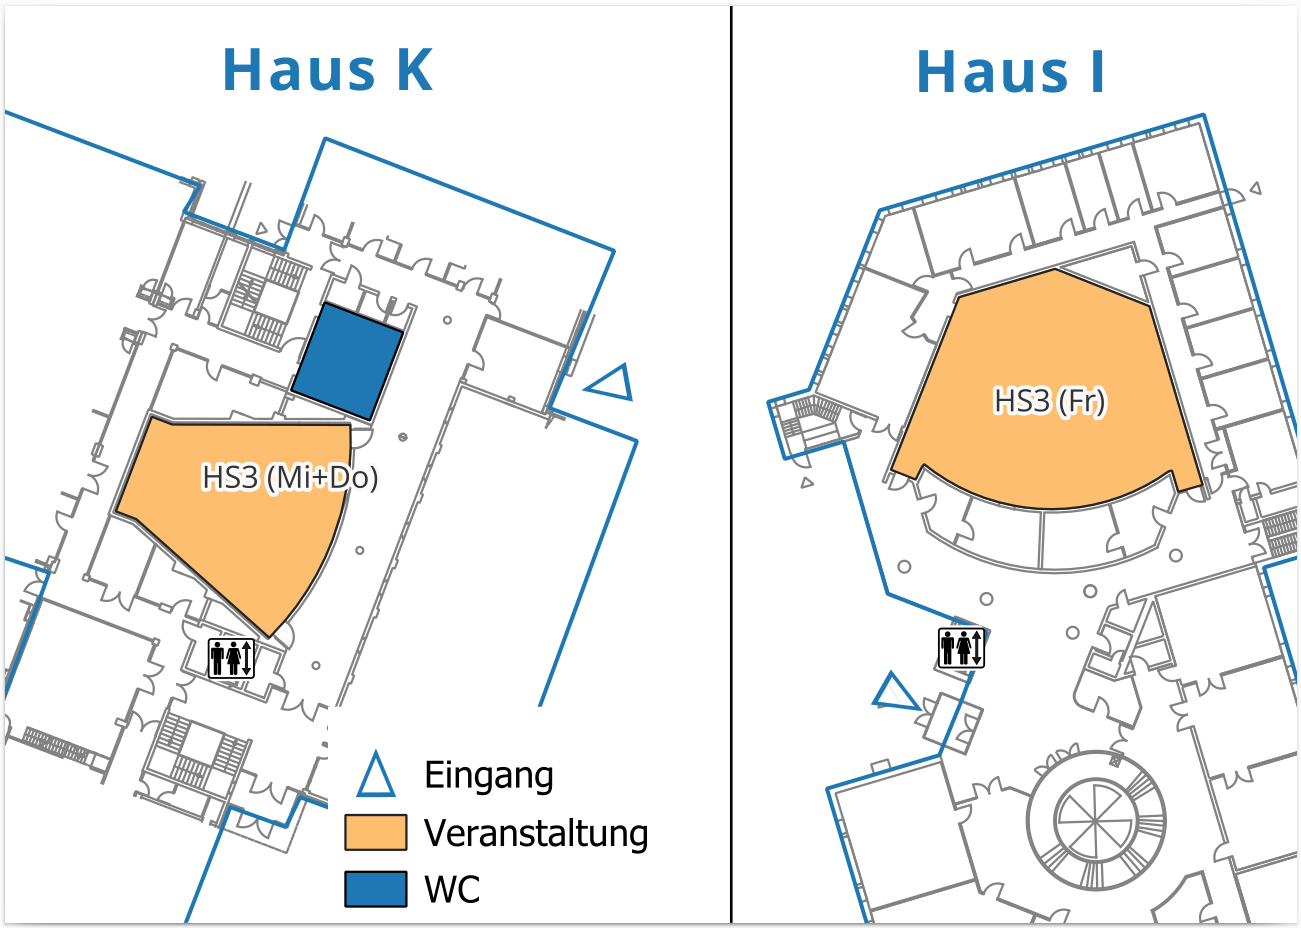 Haus K
HS3 (Mi+Do)
Eingang
Veranstaltung
WC
Haus I
HS3 (Fr)